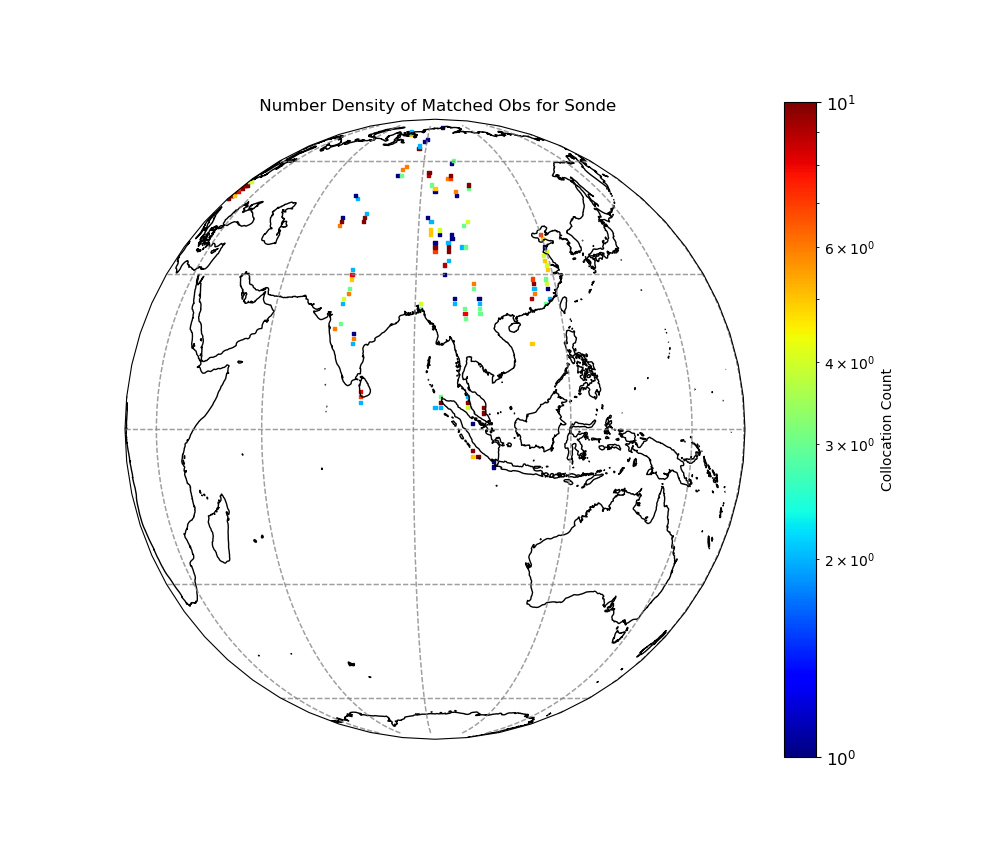 Number Density of Matched Obs for Sonde
10¹
6 × 10⁰
4 × 10⁰
3 × 10⁰
2 × 10⁰
10⁰
Collocation Count